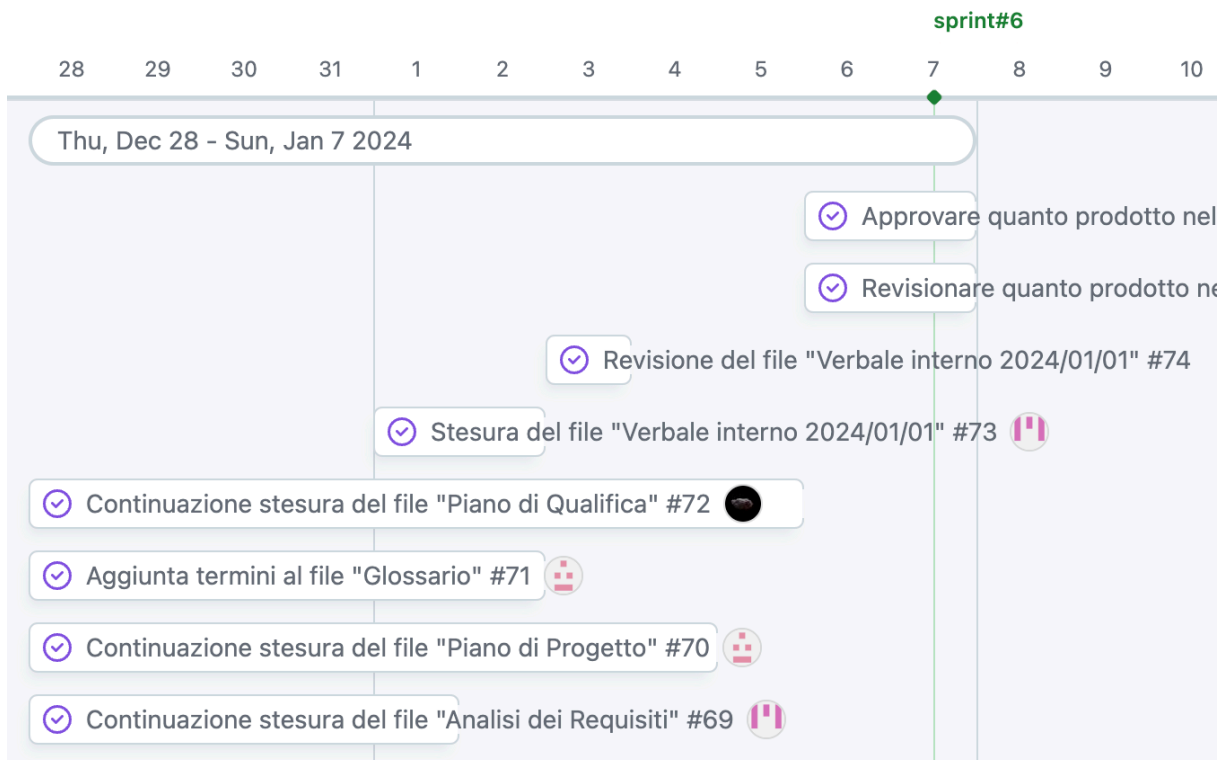 sprint#6
28 29 30 31 1 2 3 4 5 6 7 8 9 10
Thu, Dec 28 - Sun, Jan 7 2024
Approvare quanto prodotto nel
Revisionare quanto prodotto ne
Revisione del file "Verbale interno 2024/01/01" #74
Stesura del file "Verbale interno 2024/01/01" #73
Continuazione stesura del file "Piano di Qualifica" #72
Aggiunta termini al file "Glossario" #71
Continuazione stesura del file "Piano di Progetto" #70
Continuazione stesura del file "Analisi dei Requisiti" #69